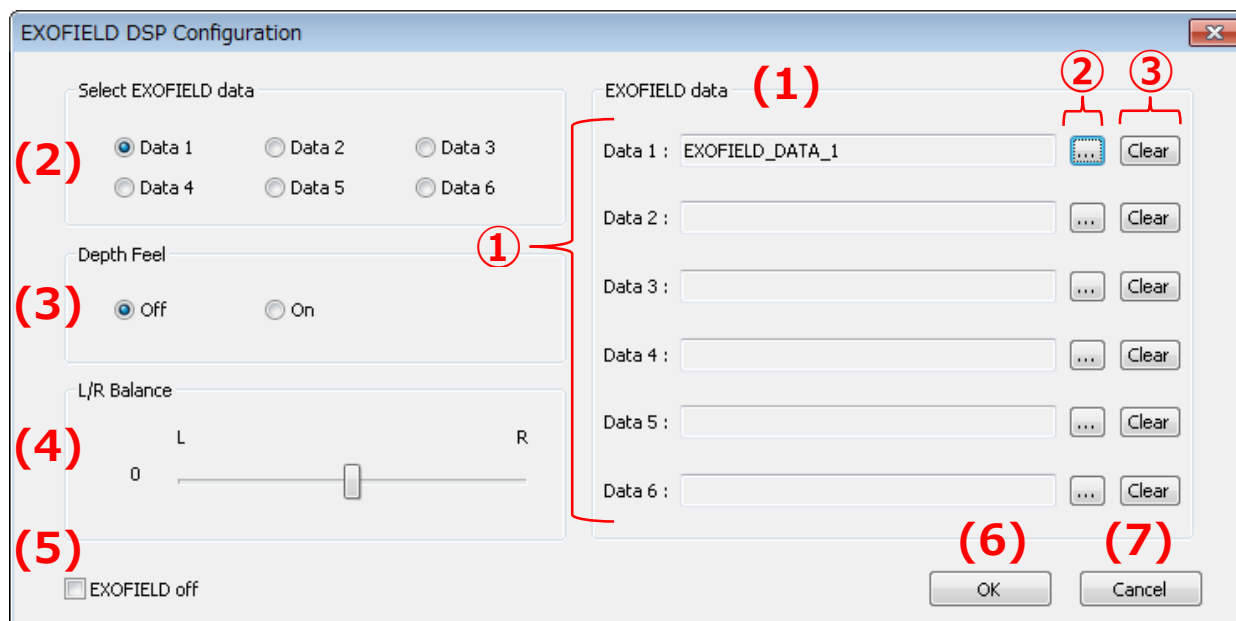 EXOFIELD DSP Configuration
Select EXOFIELD data
(2)
Data 1 Data 2 Data 3
Data 4 Data 5 Data 6
Depth Feel
(3)
Off On
L/R Balance
(4)
L R
0
(5)
EXOFIELD off
EXOFIELD data (1) ② ③
①
Data 1 : EXOFIELD_DATA_1 ... Clear
Data 2 : ... Clear
Data 3 : ... Clear
Data 4 : ... Clear
Data 5 : ... Clear
Data 6 : ... Clear
(6) (7)
OK Cancel